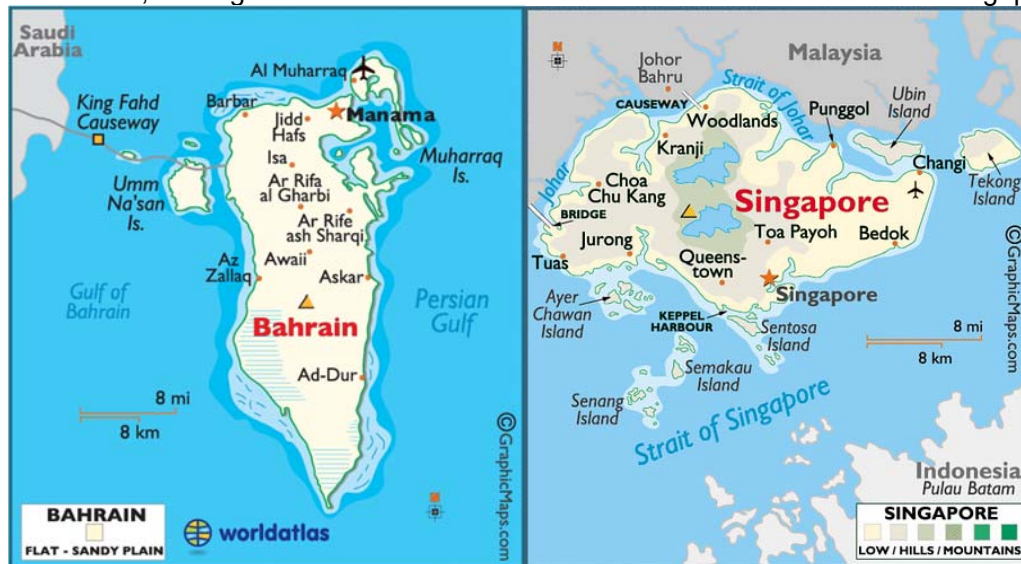 Saudi
Arabia
King Fahd
Causeway
Al Muharraq
Barbar
Manama
Jidd
Hafs
Muharraq
Is.
Isa
Umm
Na'san
Is.
Ar Rifa
al Gharbi
Ar Rife
ash Sharqi
Awaii
Az
Zallaq
Askar
Gulf of
Bahrain
Persian
Gulf
Bahrain
Ad-Dur
8 mi
8 km
©GraphicMaps.com
N
BAHRAIN
FLAT - SANDY PLAIN
worldatlas
N
Malaysia
Johor
Bahru
Strait of Johor
CAUSEWAY
Woodlands
Punggol
Ubin
Island
Kranji
Changi
Tekong
Island
Johor
Choa
Chu Kang
Singapore
BRIDGE
Jurong
Toa Payoh
Bedok
Tuas
Queens-
town
Singapore
Ayer
Chawan
Island
KEPPEL
HARBOUR
Sentosa
Island
8 mi
8 km
Semakau
Island
Senang
Island
Strait of Singapore
©GraphicMaps.com
Indonesia
Pulau Batam
SINGAPORE
LOW / HILLS / MOUNTAINS